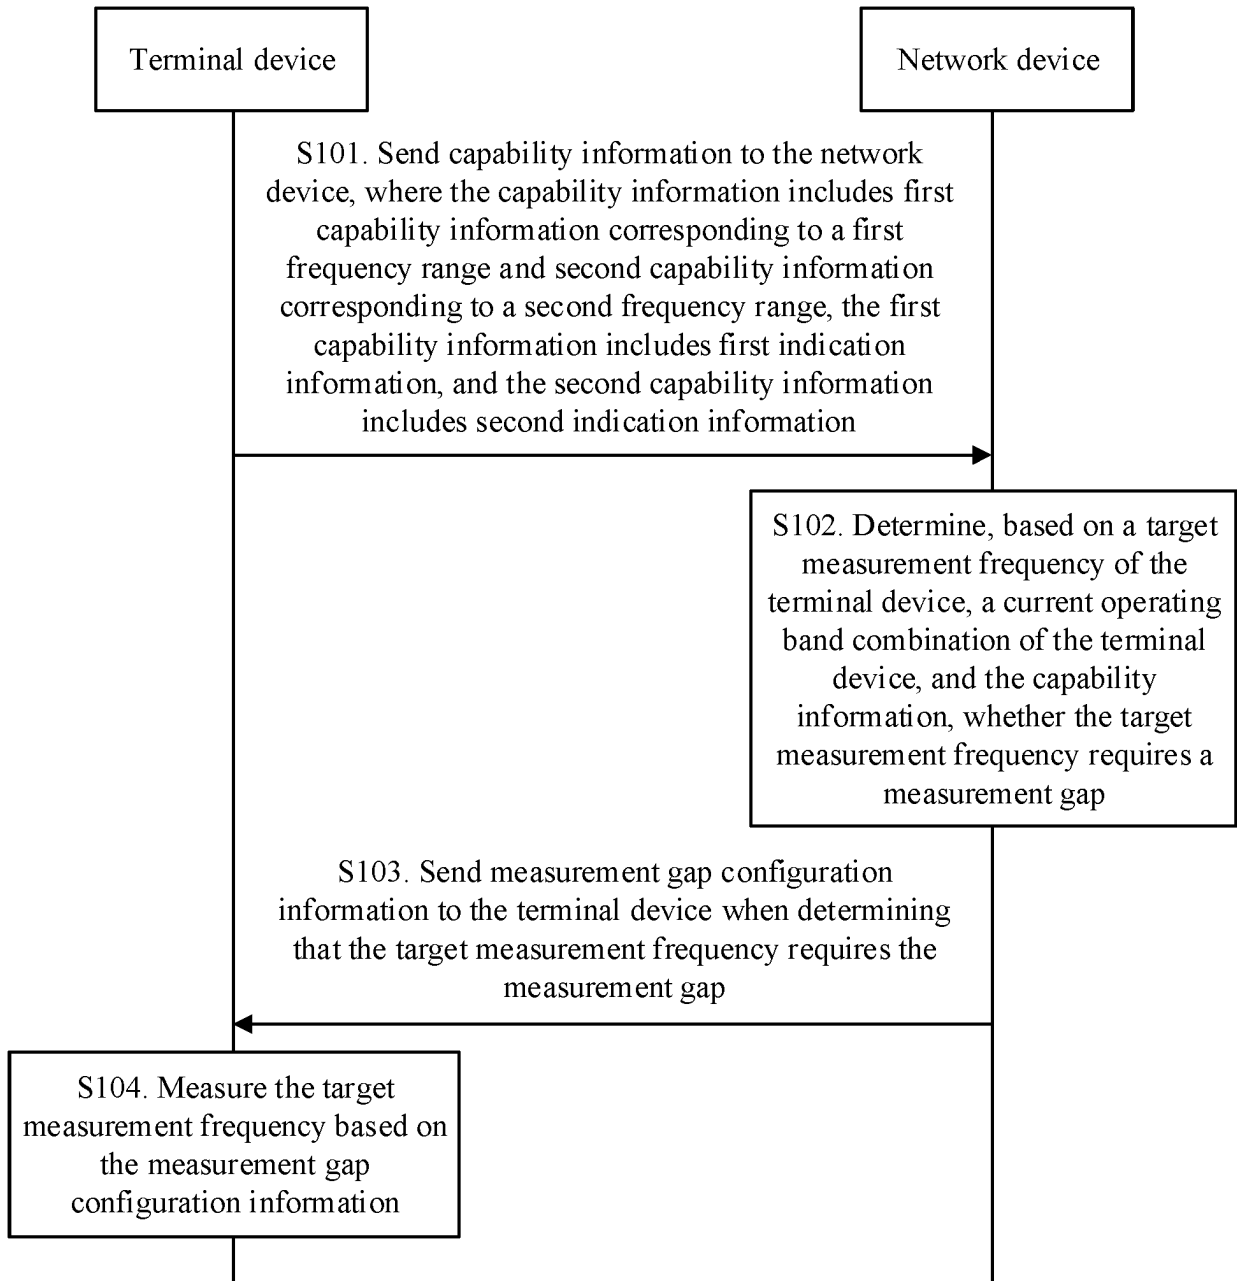 Terminal device
Network device
S101. Send capability information to the network
device, where the capability information includes first
capability information corresponding to a first
frequency range and second capability information
corresponding to a second frequency range, the first
capability information includes first indication
information, and the second capability information
includes second indication information
S102. Determine, based on a target
measurement frequency of the
terminal device, a current operating
band combination of the terminal
device, and the capability
information, whether the target
measurement frequency requires a
measurement gap
S103. Send measurement gap configuration
information to the terminal device when determining
that the target measurement frequency requires the
measurement gap
S104. Measure the target
measurement frequency based on
the measurement gap
configuration information